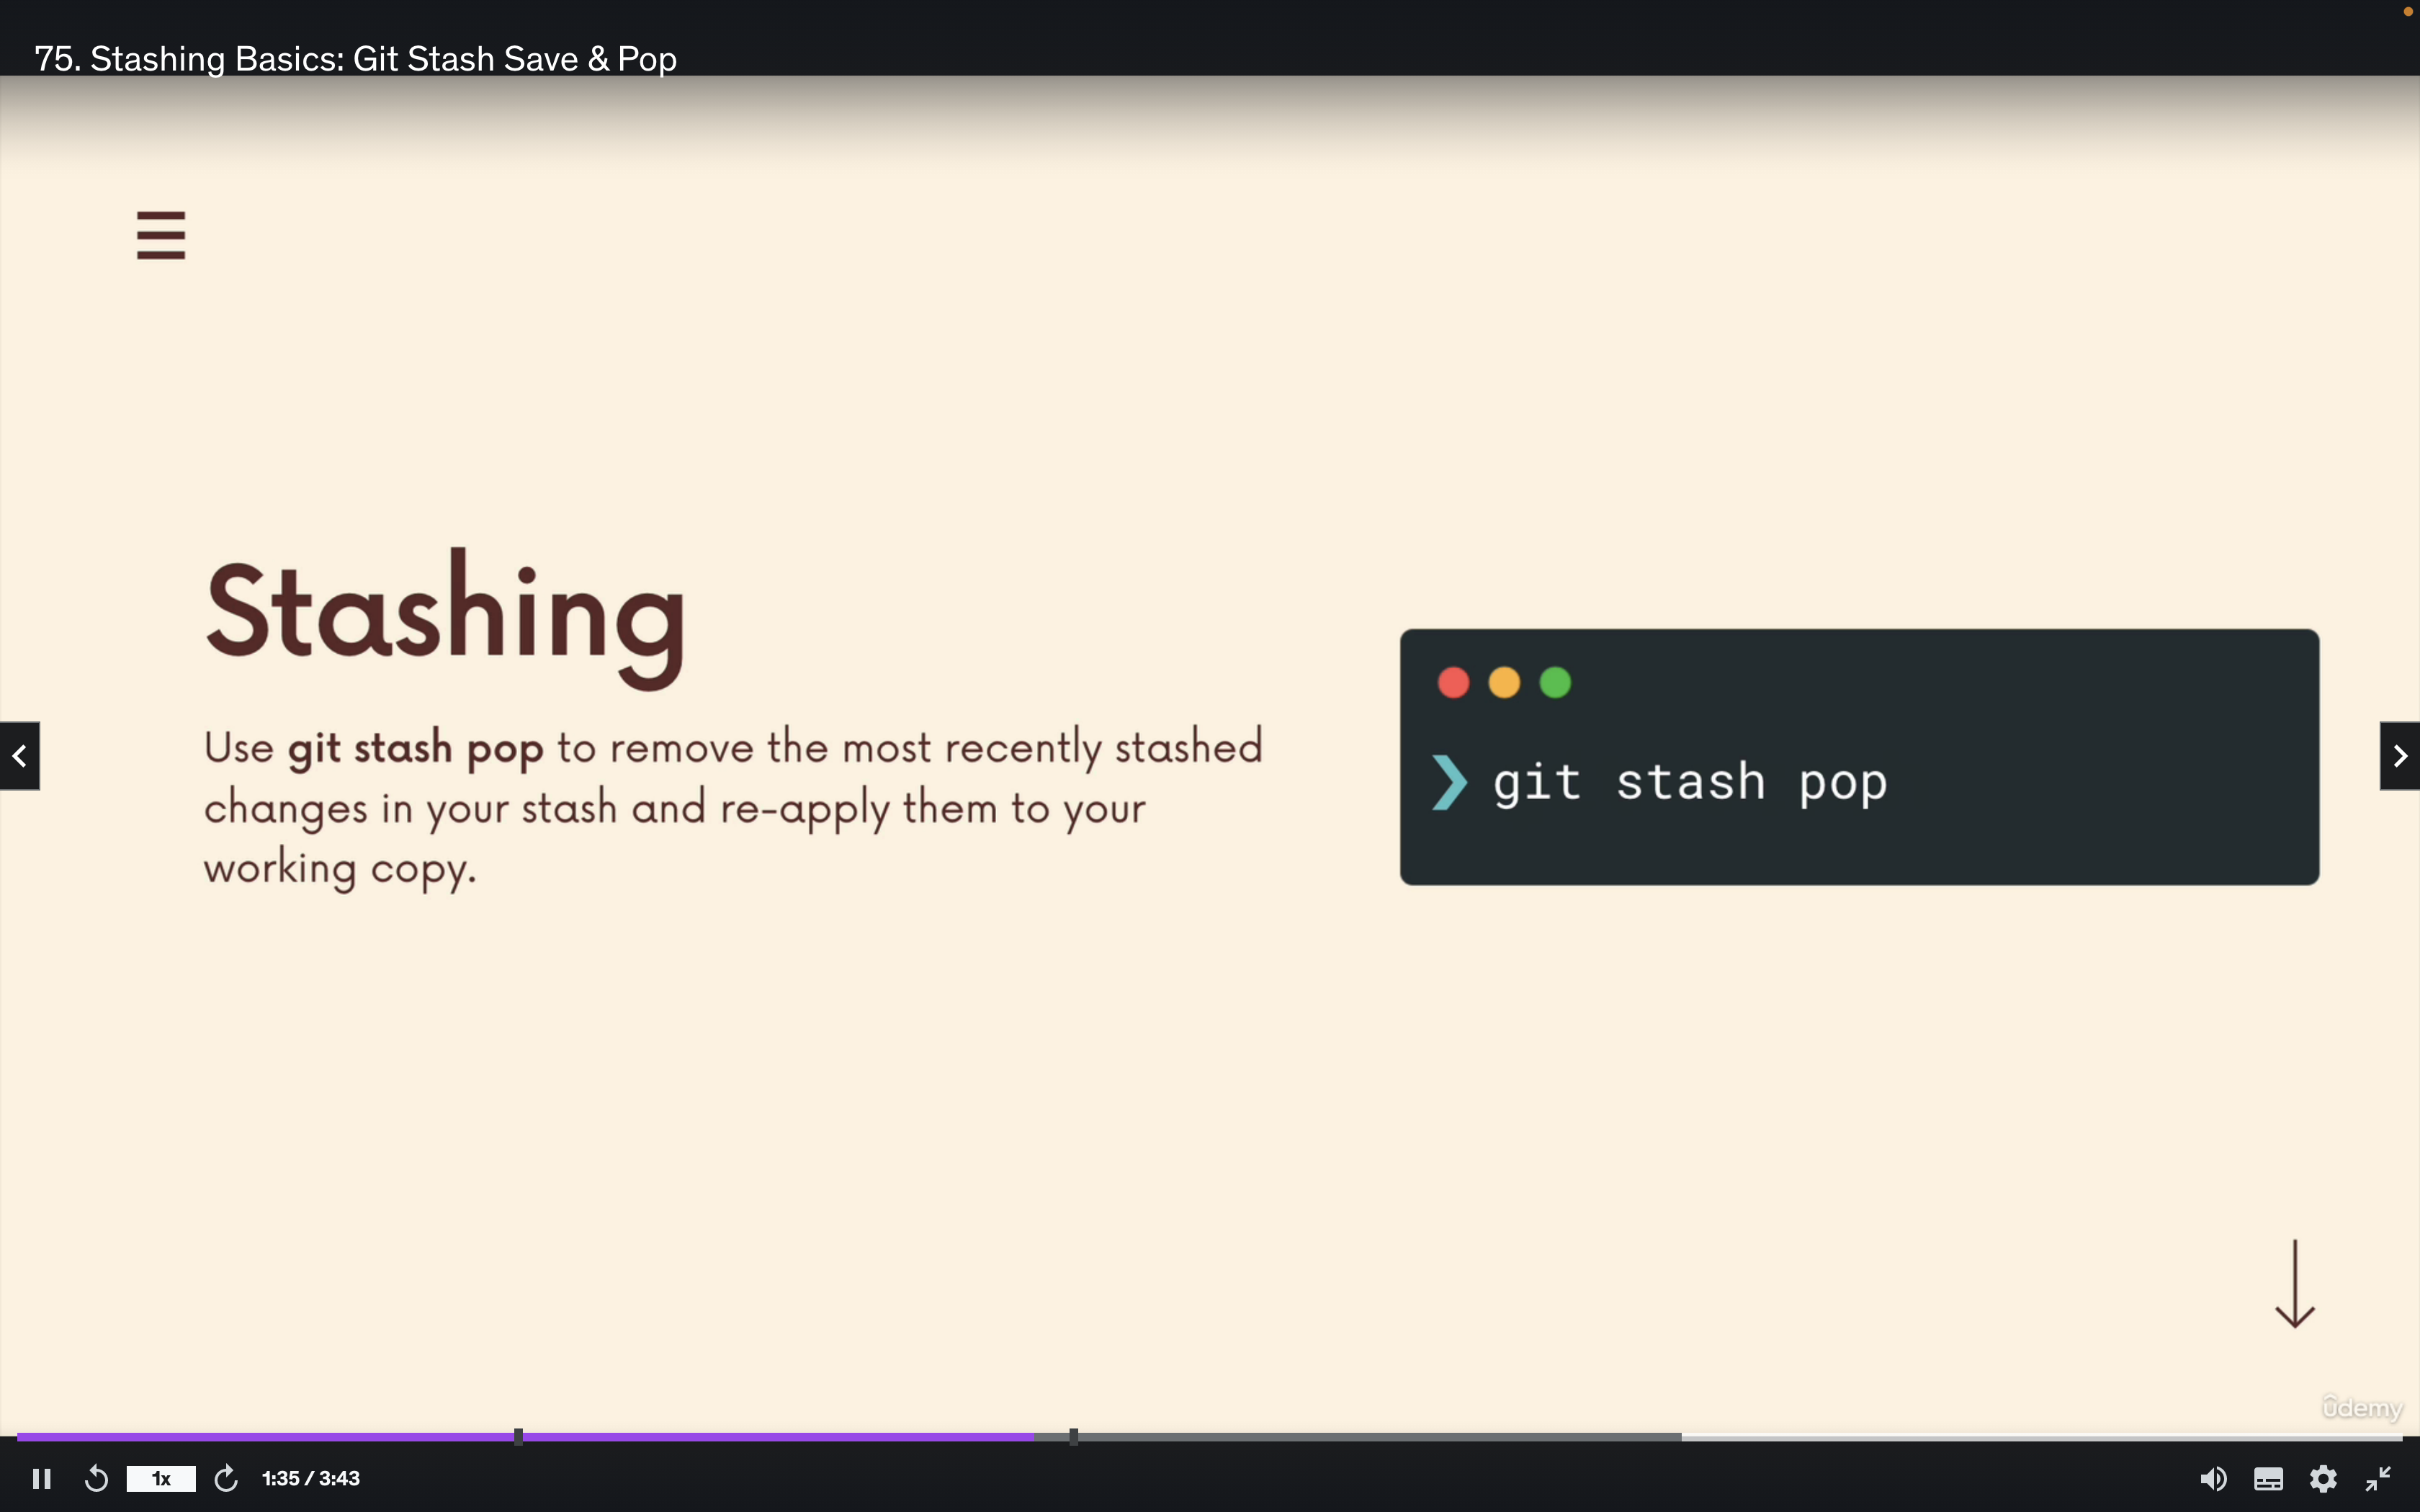 75. Stashing Basics: Git Stash Save & Pop
Stashing
Use git stash pop to remove the most recently stashed
changes in your stash and re-apply them to your
working copy.
❯ git stash pop
udemy
1x
1:35 / 3:43